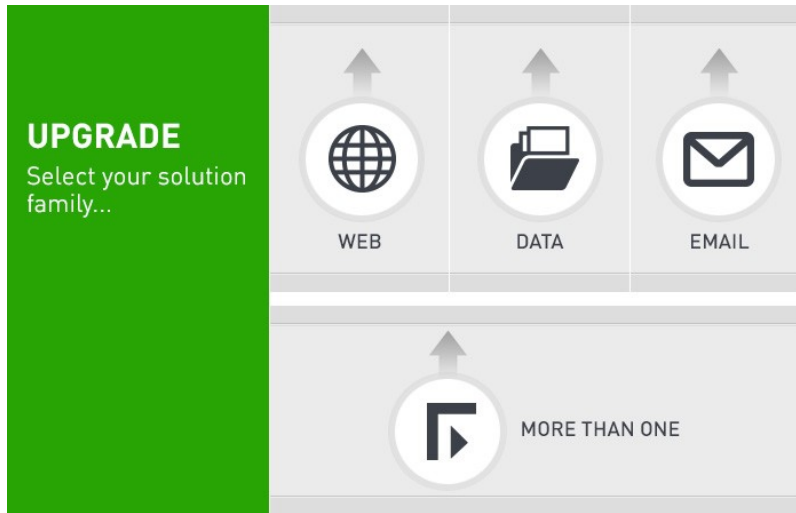 UPGRADE
Select your solution
family...
WEB
DATA
EMAIL
MORE THAN ONE